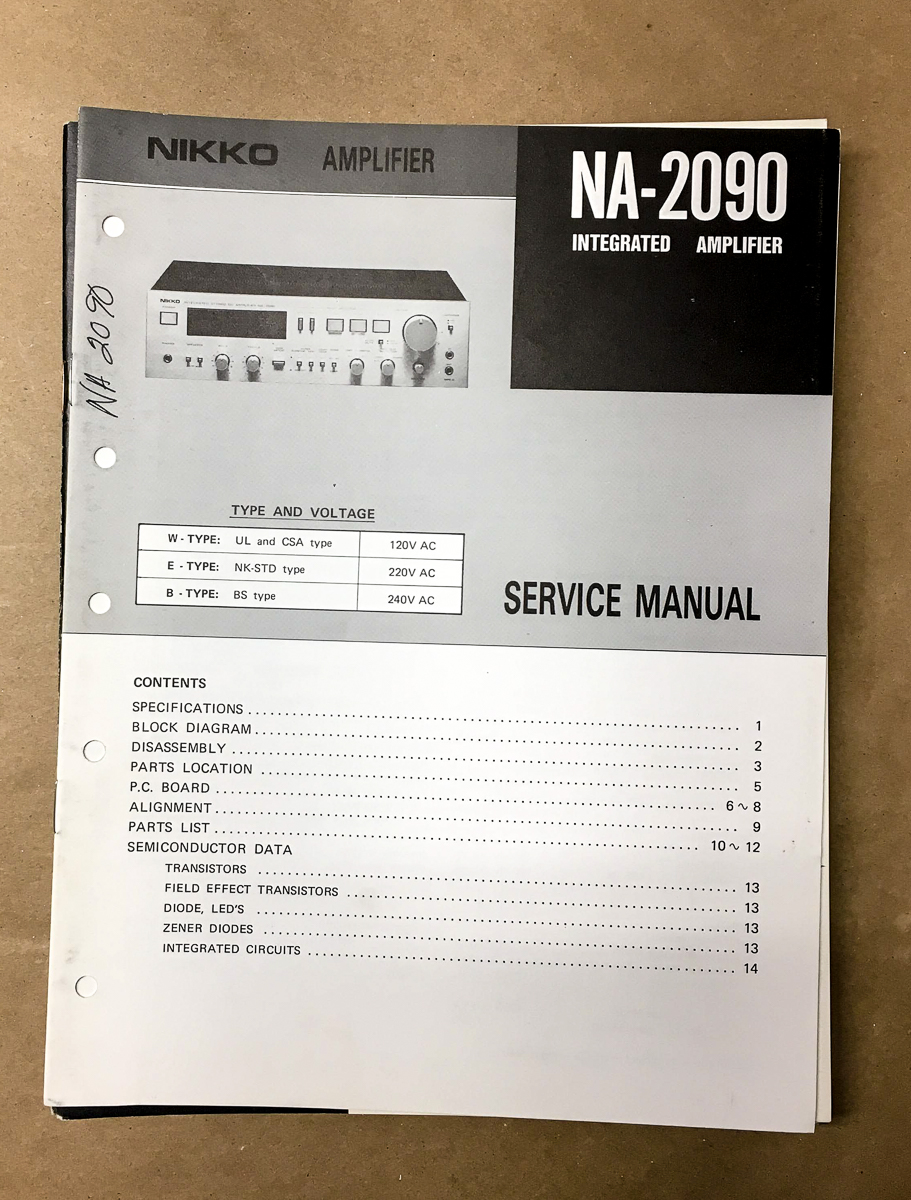 NIKKO AMPLIFIER
NA-2090
INTEGRATED AMPLIFIER
NIKKO
NA 2090
TYPE AND VOLTAGE
W - TYPE: UL and CSA type 120V AC
E - TYPE: NK-STD type 220V AC
B - TYPE: BS type 240V AC
SERVICE MANUAL
CONTENTS
SPECIFICATIONS 1
BLOCK DIAGRAM 2
DISASSEMBLY 3
PARTS LOCATION 5
P.C. BOARD 6 ~ 8
ALIGNMENT 9
PARTS LIST 10 ~ 12
SEMICONDUCTOR DATA
TRANSISTORS 13
FIELD EFFECT TRANSISTORS 13
DIODE, LED'S 13
ZENER DIODES 13
INTEGRATED CIRCUITS 14